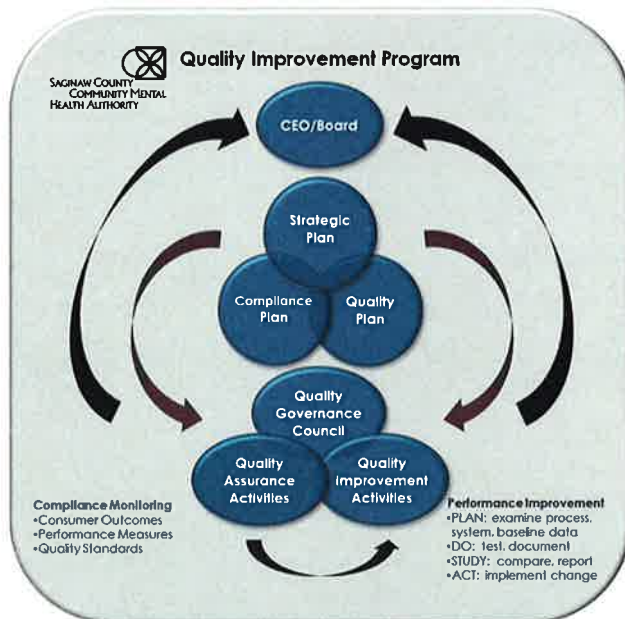 Quality Improvement Program
SAGINAW COUNTY
COMMUNITY MENTAL
HEALTH AUTHORITY
CEO/Board
Strategic
Plan
Compliance
Plan
Quality
Plan
Quality
Governance
Council
Quality
Assurance
Activities
Quality
Improvement
Activities
Compliance Monitoring
•Consumer Outcomes
•Performance Measures
•Quality Standards
Performance Improvement
•PLAN: examine process,
system, baseline data
•DO: test, document
•STUDY: compare, report
•ACT: implement change